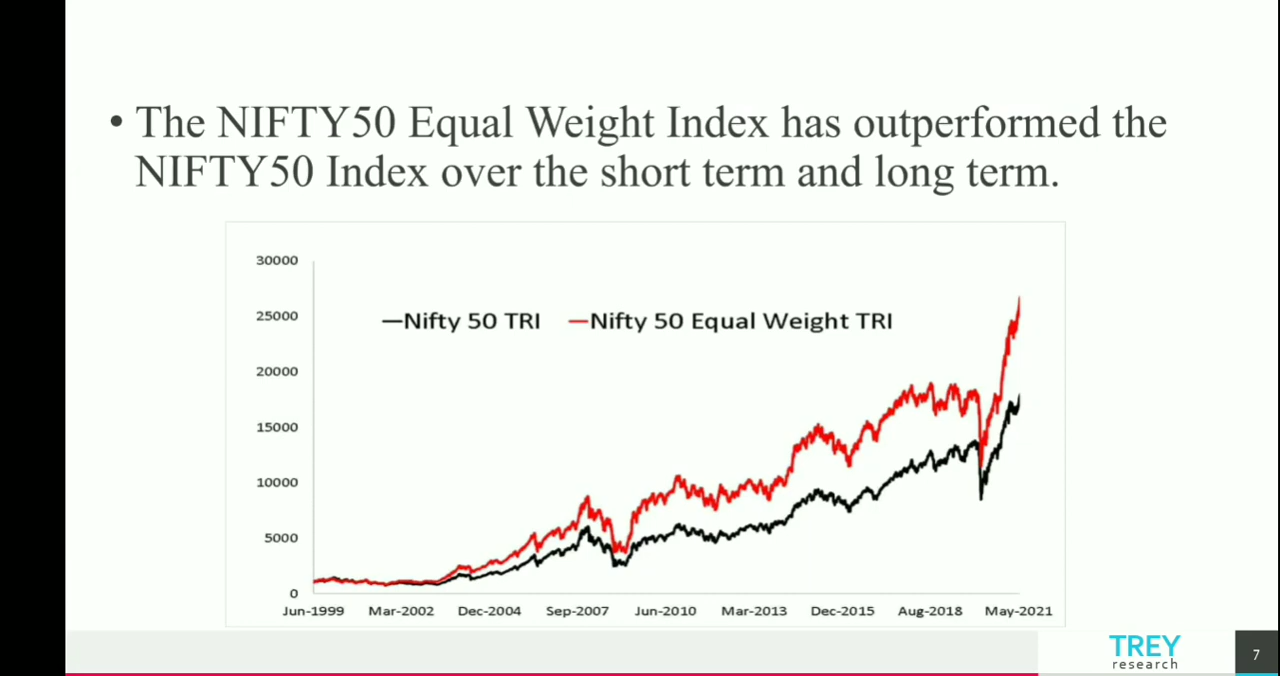 • The NIFTY50 Equal Weight Index has outperformed the
NIFTY50 Index over the short term and long term.
30000
25000
20000
15000
10000
5000
0
Nifty 50 TRI Nifty 50 Equal Weight TRI
Jun-1999 Mar-2002 Dec-2004 Sep-2007 Jun-2010 Mar-2013 Dec-2015 Aug-2018 May-2021
TREY
research
7